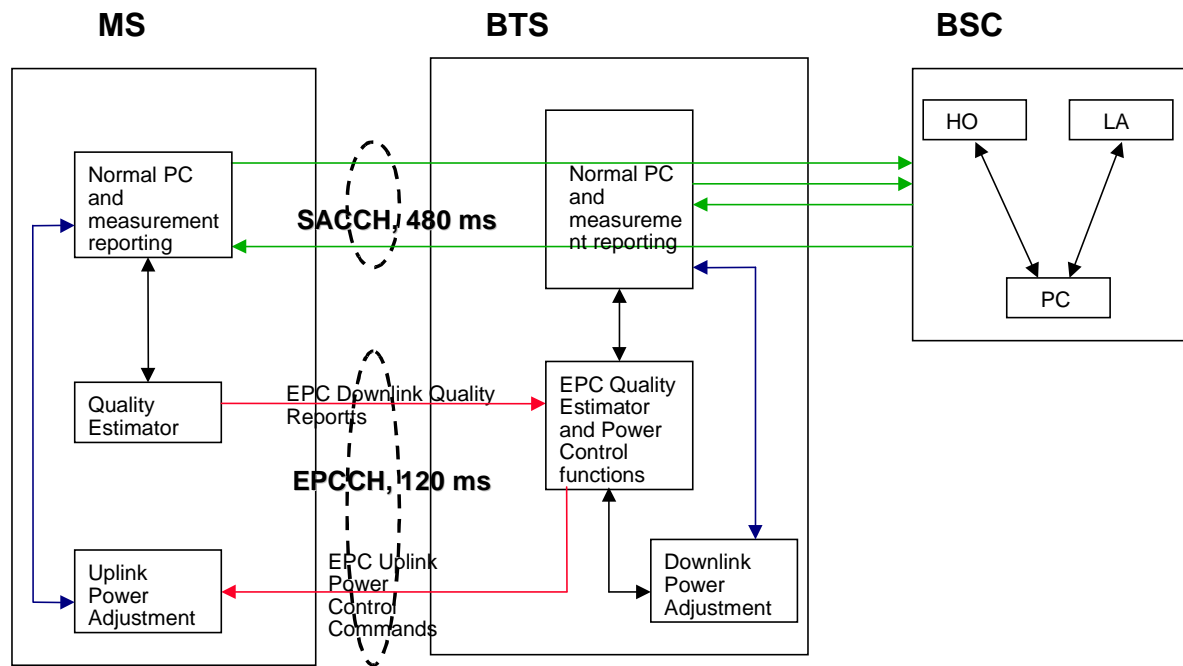 MS
BTS
BSC
HO
LA
Normal PC
and
measurement
reporting
Normal PC
and
measureme
nt reporting
SACCH, 480 ms
PC
Quality
Estimator
EPC Downlink Quality
Reportts
EPC Quality
Estimator
and Power
Control
functions
EPCCH, 120 ms
Uplink
Power
Adjustment
EPC Uplink
Power
Control
Commands
Downlink
Power
Adjustment